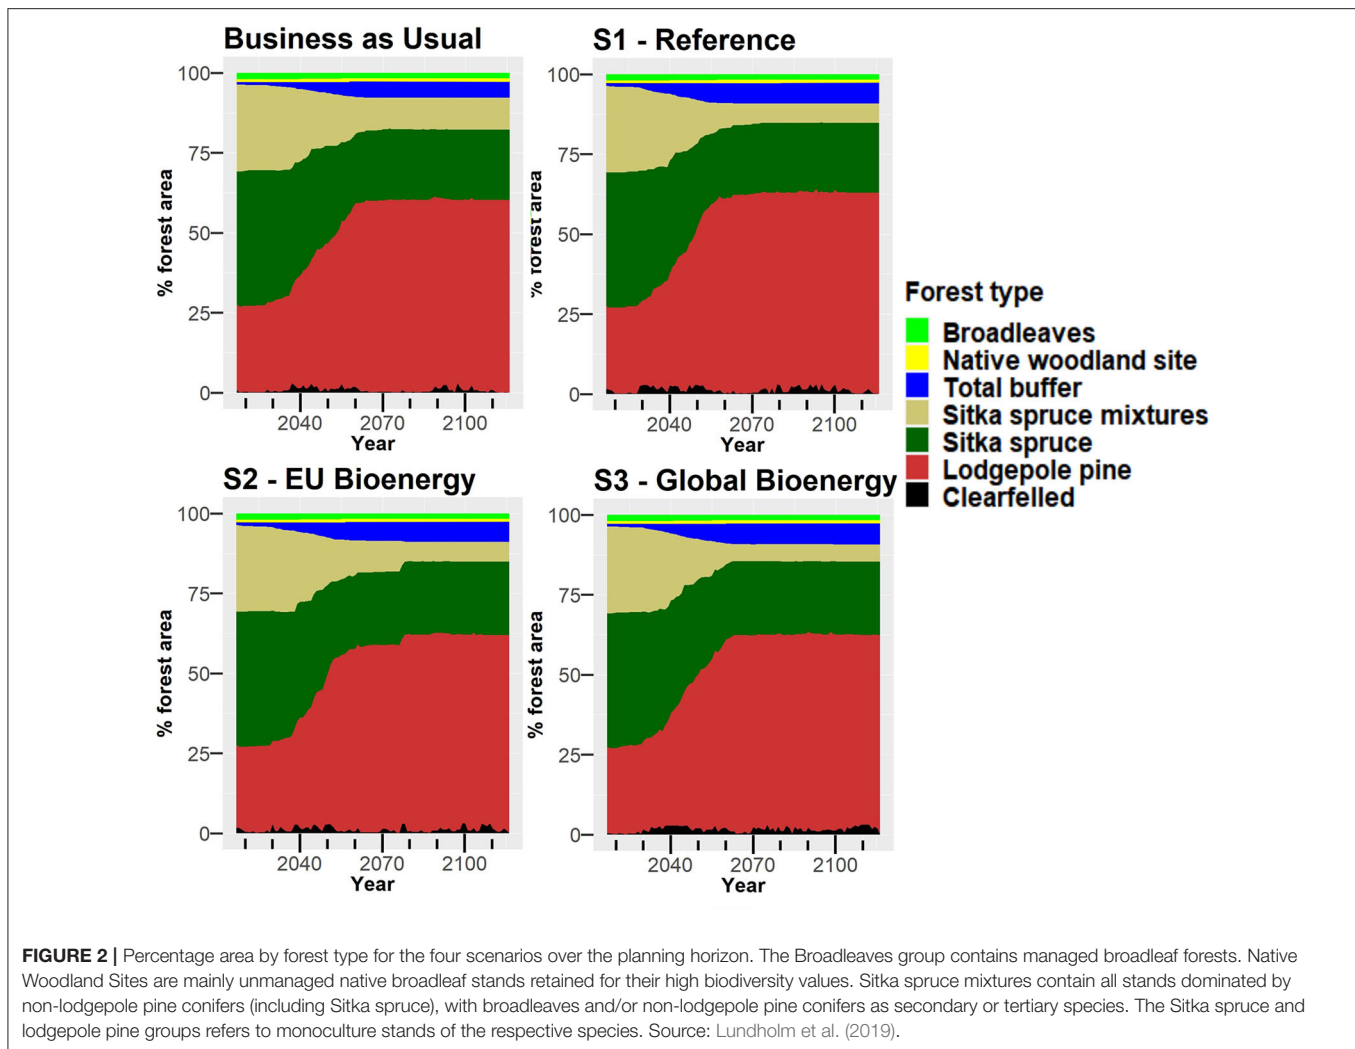 Business as Usual
100
75
50
25
0
% forest area
2040 2070 2100
Year
S1 - Reference
100
75
50
25
0
% forest area
2040 2070 2100
Year
S2 - EU Bioenergy
100
75
50
25
0
% forest area
2040 2070 2100
Year
S3 - Global Bioenergy
100
75
50
25
0
% forest area
2040 2070 2100
Year
Forest type
Broadleaves
Native woodland site
Total buffer
Sitka spruce mixtures
Sitka spruce
Lodgepole pine
Clearfelled
FIGURE 2 | Percentage area by forest type for the four scenarios over the planning horizon. The Broadleaves group contains managed broadleaf forests. Native
Woodland Sites are mainly unmanaged native broadleaf stands retained for their high biodiversity values. Sitka spruce mixtures contain all stands dominated by
non-lodgepole pine conifers (including Sitka spruce), with broadleaves and/or non-lodgepole pine conifers as secondary or tertiary species. The Sitka spruce and
lodgepole pine groups refers to monoculture stands of the respective species. Source: Lundholm et al. (2019).